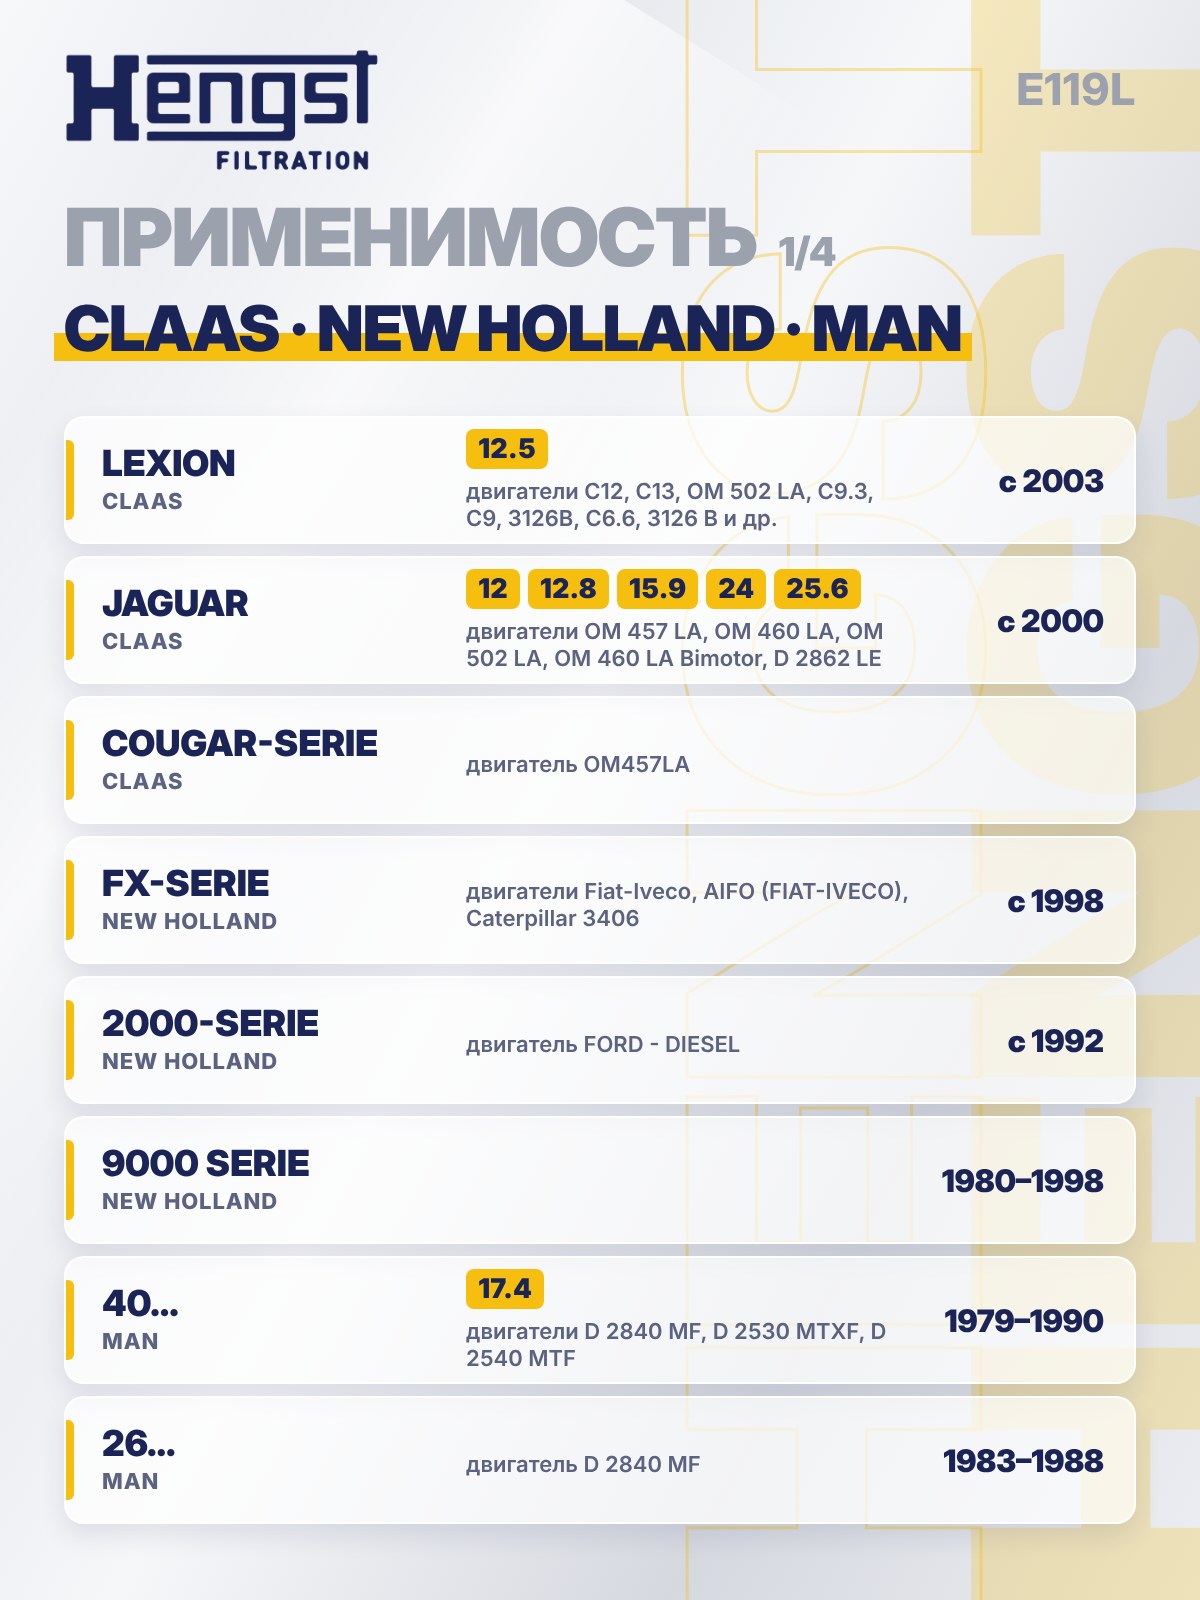 Hengst
FILTRATION
E119L
ПРИМЕНИМОСТЬ 1/4
CLAAS · NEW HOLLAND · MAN
LEXION
CLAAS
12.5
двигатели C12, C13, OM 502 LA, C9.3,
C9, 3126B, C6.6, 3126 B и др.
с 2003
JAGUAR
CLAAS
12 12.8 15.9 24 25.6
двигатели OM 457 LA, OM 460 LA, OM
502 LA, OM 460 LA Bimotor, D 2862 LE
с 2000
COUGAR-SERIE
CLAAS
двигатель OM457LA
FX-SERIE
NEW HOLLAND
двигатели Fiat-Iveco, AIFO (FIAT-IVECO),
Caterpillar 3406
с 1998
2000-SERIE
NEW HOLLAND
двигатель FORD - DIESEL
с 1992
9000 SERIE
NEW HOLLAND
1980–1998
40...
MAN
17.4
двигатели D 2840 MF, D 2530 MTXF, D
2540 MTF
1979–1990
26...
MAN
двигатель D 2840 MF
1983–1988
HENGST
HENGST